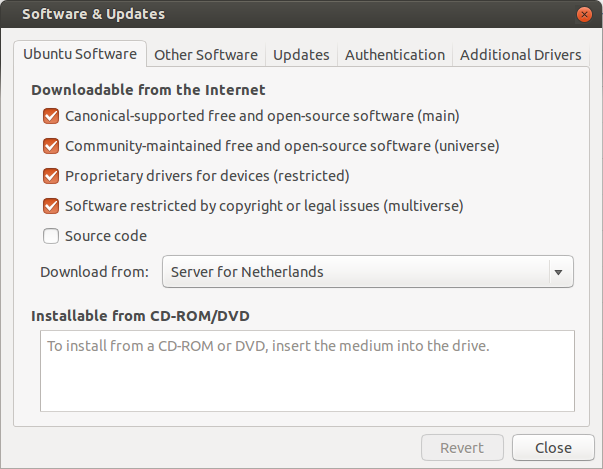 Software & Updates
Ubuntu Software Other Software Updates Authentication Additional Drivers
Downloadable from the Internet
Canonical-supported free and open-source software (main)
Community-maintained free and open-source software (universe)
Proprietary drivers for devices (restricted)
Software restricted by copyright or legal issues (multiverse)
Source code
Download from: Server for Netherlands
Installable from CD-ROM/DVD
To install from a CD-ROM or DVD, insert the medium into the drive.
Revert Close